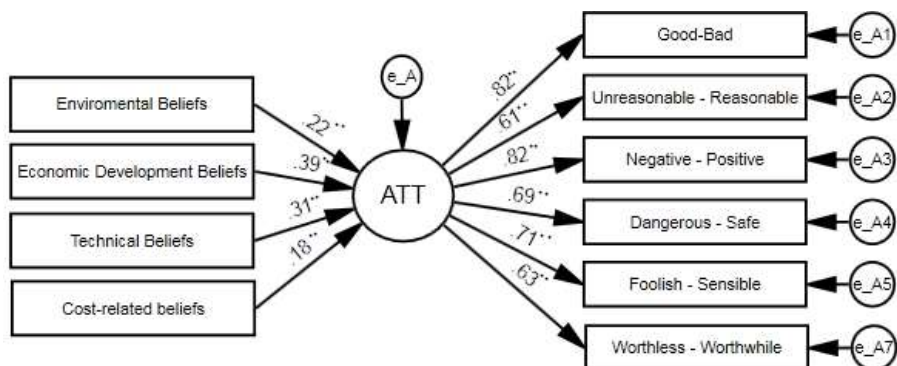 Enviromental Beliefs
Economic Development Beliefs
Technical Beliefs
Cost-related beliefs
.22**
.39**
.31**
.18**
e_A
ATT
.82**
.61**
.82**
.69**
.71**
.63**
Good-Bad
Unreasonable - Reasonable
Negative - Positive
Dangerous - Safe
Foolish - Sensible
Worthless - Worthwhile
e_A1
e_A2
e_A3
e_A4
e_A5
e_A7